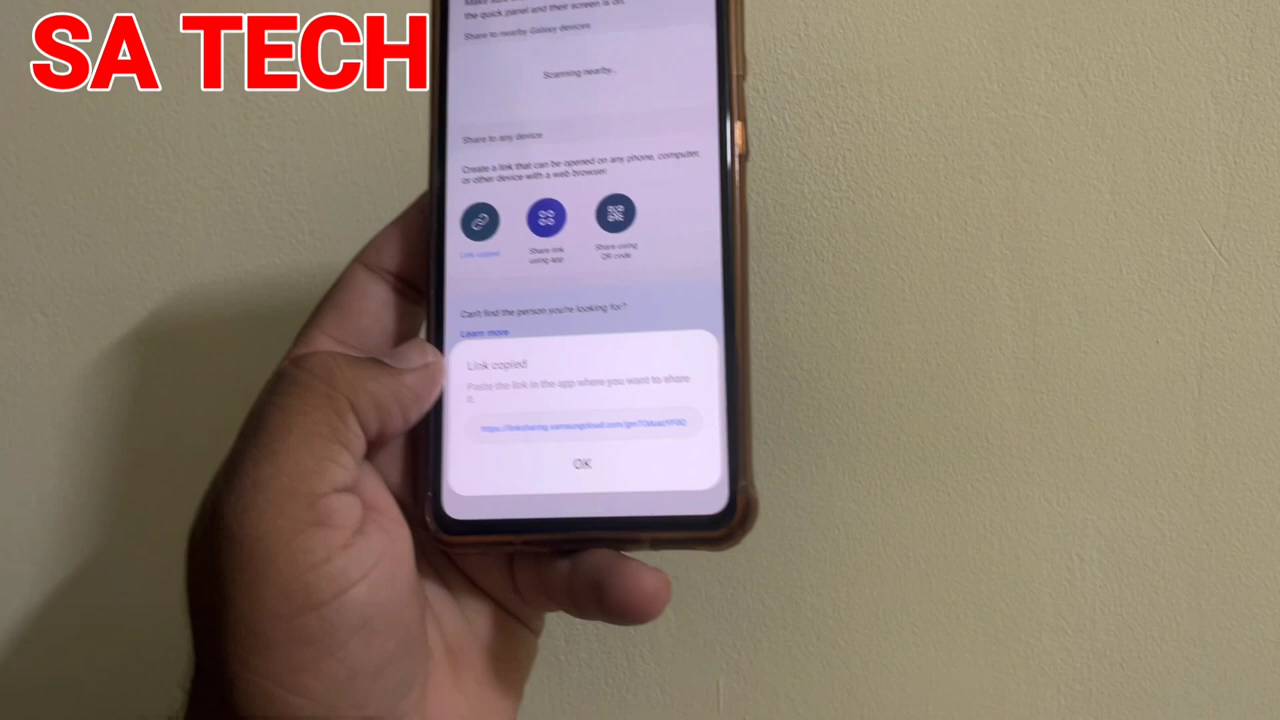 SA TECH
the quick panel and their screen is on.
Share to nearby Galaxy devices
Scanning nearby...
Share to any device
Create a link that can be opened on any phone, computer,
or other device with a web browser.
Link copied
Share link
using app
Share using
QR code
Can't find the person you're looking for?
Learn more
Link copied
Paste the link in the app where you want to share
it.
OK